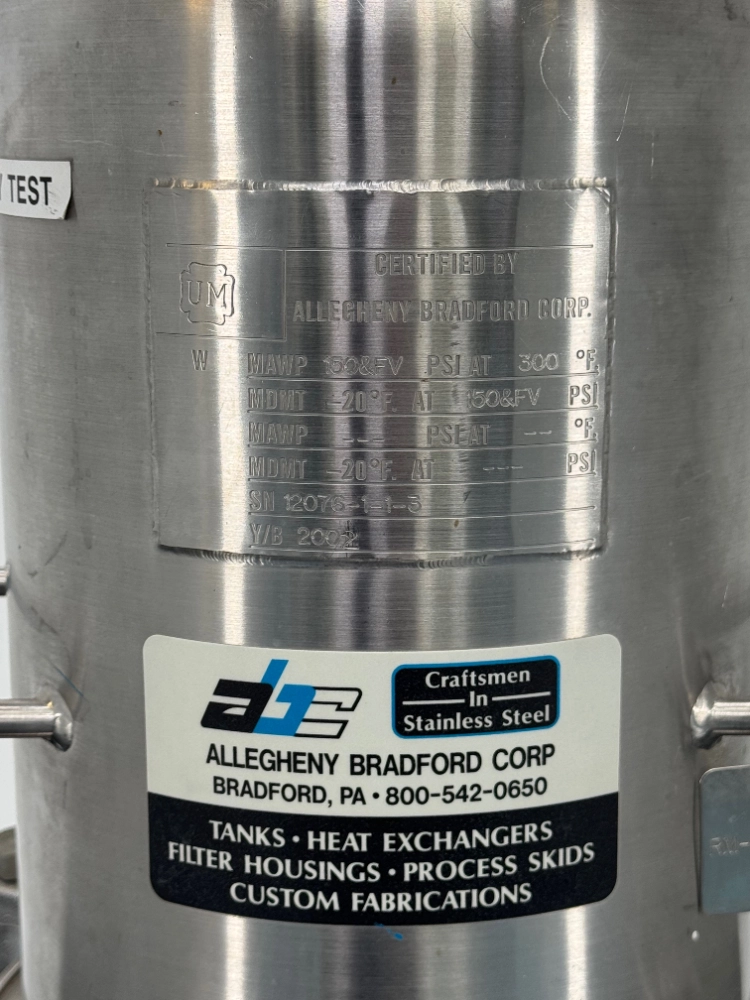 TEST
CERTIFIED BY
UM
ALLEGHENY BRADFORD CORP.
W MAWP 150&FV PSI AT 300 °F.
MDMT -20°F. AT 150&FV PSI
MAWP --- PSI AT -- °F.
MDMT -20°F. AT --- PSI
SN 12076-1-1-3
Y/B 2002
abc
Craftsmen
In
Stainless Steel
ALLEGHENY BRADFORD CORP
BRADFORD, PA • 800-542-0650
TANKS • HEAT EXCHANGERS
FILTER HOUSINGS • PROCESS SKIDS
CUSTOM FABRICATIONS